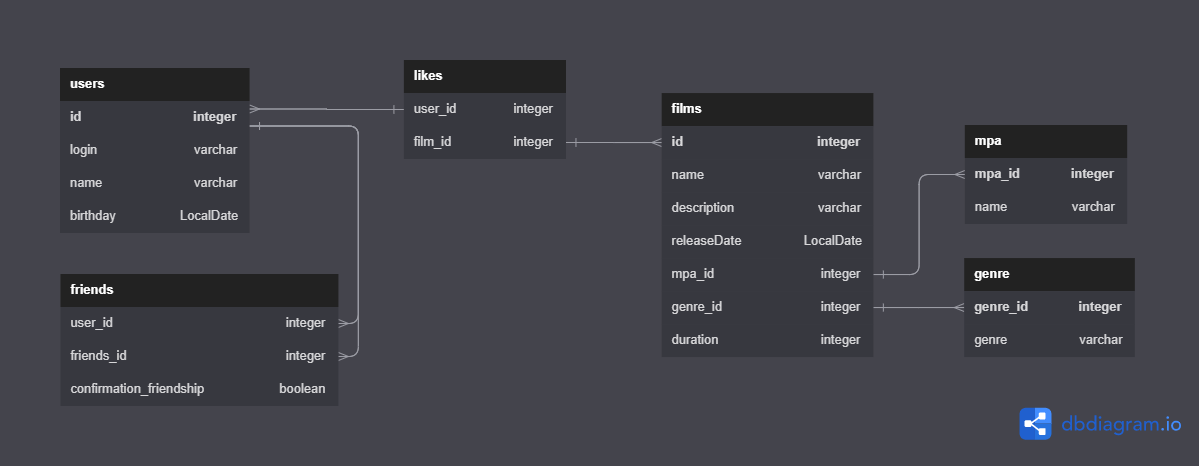 users
id integer
login varchar
name varchar
birthday LocalDate
friends
user_id integer
friends_id integer
confirmation_friendship boolean
likes
user_id integer
film_id integer
films
id integer
name varchar
description varchar
releaseDate LocalDate
mpa_id integer
genre_id integer
duration integer
mpa
mpa_id integer
name varchar
genre
genre_id integer
genre varchar
dbdiagram.io